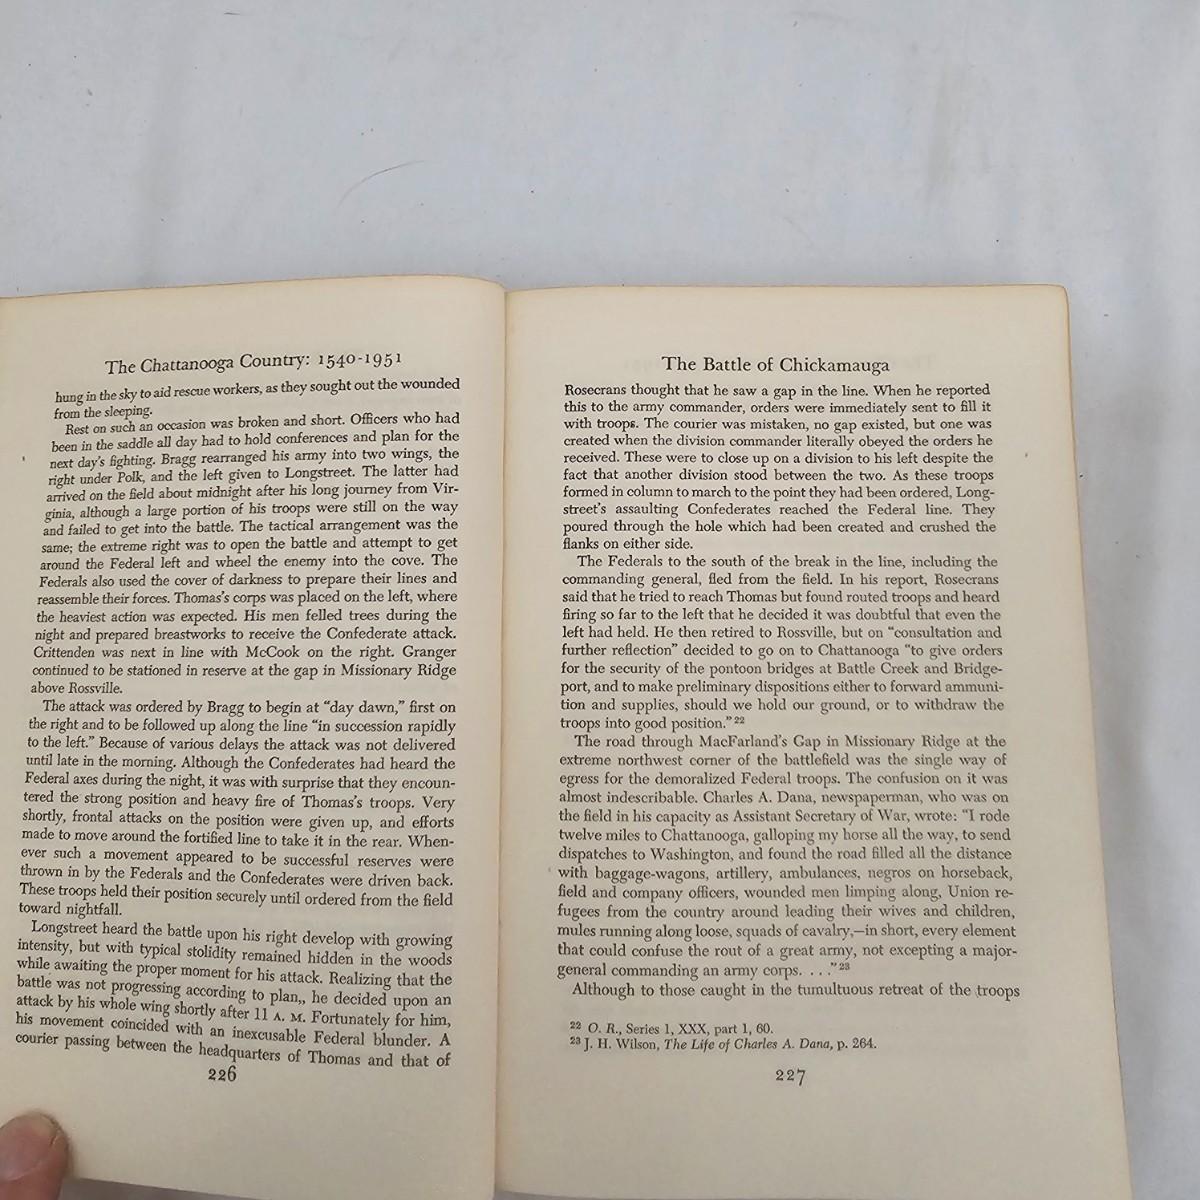 The Chattanooga Country: 1540-1951
hung in the sky to aid rescue workers, as they sought out the wounded
from the sleeping.
Rest on such an occasion was broken and short. Officers who had
been in the saddle all day had to hold conferences and plan for the
next day's fighting. Bragg rearranged his army into two wings, the
right under Polk, and the left given to Longstreet. The latter had
arrived on the field about midnight after his long journey from Vir-
ginia, although a large portion of his troops were still on the way
and failed to get into the battle. The tactical arrangement was the
same; the extreme right was to open the battle and attempt to get
around the Federal left and wheel the enemy into the cove. The
Federals also used the cover of darkness to prepare their lines and
reassemble their forces. Thomas's corps was placed on the left, where
the heaviest action was expected. His men felled trees during the
night and prepared breastworks to receive the Confederate attack.
Crittenden was next in line with McCook on the right. Granger
continued to be stationed in reserve at the gap in Missionary Ridge
above Rossville.
The attack was ordered by Bragg to begin at "day dawn," first on
the right and to be followed up along the line "in succession rapidly
to the left." Because of various delays the attack was not delivered
until late in the morning. Although the Confederates had heard the
Federal axes during the night, it was with surprise that they encoun-
tered the strong position and heavy fire of Thomas's troops. Very
shortly, frontal attacks on the position were given up, and efforts
made to move around the fortified line to take it in the rear. When-
ever such a movement appeared to be successful reserves were
thrown in by the Federals and the Confederates were driven back.
These troops held their position securely until ordered from the field
toward nightfall.
Longstreet heard the battle upon his right develop with growing
intensity, but with typical stolidity remained hidden in the woods
while awaiting the proper moment for his attack. Realizing that the
battle was not progressing according to plan,, he decided upon an
attack by his whole wing shortly after 11 A. M. Fortunately for him,
his movement coincided with an inexcusable Federal blunder. A
courier passing between the headquarters of Thomas and that of
226
The Battle of Chickamauga
Rosecrans thought that he saw a gap in the line. When he reported
this to the army commander, orders were immediately sent to fill it
with troops. The courier was mistaken, no gap existed, but one was
created when the division commander literally obeyed the orders he
received. These were to close up on a division to his left despite the
fact that another division stood between the two. As these troops
formed in column to march to the point they had been ordered, Long-
street's assaulting Confederates reached the Federal line. They
poured through the hole which had been created and crushed the
flanks on either side.
The Federals to the south of the break in the line, including the
commanding general, fled from the field. In his report, Rosecrans
said that he tried to reach Thomas but found routed troops and heard
firing so far to the left that he decided it was doubtful that even the
left had held. He then retired to Rossville, but on "consultation and
further reflection" decided to go on to Chattanooga "to give orders
for the security of the pontoon bridges at Battle Creek and Bridge-
port, and to make preliminary dispositions either to forward ammuni-
tion and supplies, should we hold our ground, or to withdraw the
troops into good position." 22
The road through MacFarland's Gap in Missionary Ridge at the
extreme northwest corner of the battlefield was the single way of
egress for the demoralized Federal troops. The confusion on it was
almost indescribable. Charles A. Dana, newspaperman, who was on
the field in his capacity as Assistant Secretary of War, wrote: "I rode
twelve miles to Chattanooga, galloping my horse all the way, to send
dispatches to Washington, and found the road filled all the distance
with baggage-wagons, artillery, ambulances, negros on horseback,
field and company officers, wounded men limping along, Union re-
fugees from the country around leading their wives and children,
mules running along loose, squads of cavalry,—in short, every element
that could confuse the rout of a great army, not excepting a major-
general commanding an army corps. . . ." 23
Although to those caught in the tumultuous retreat of the troops
22 O. R., Series 1, XXX, part 1, 60.
23 J. H. Wilson, The Life of Charles A. Dana, p. 264.
227